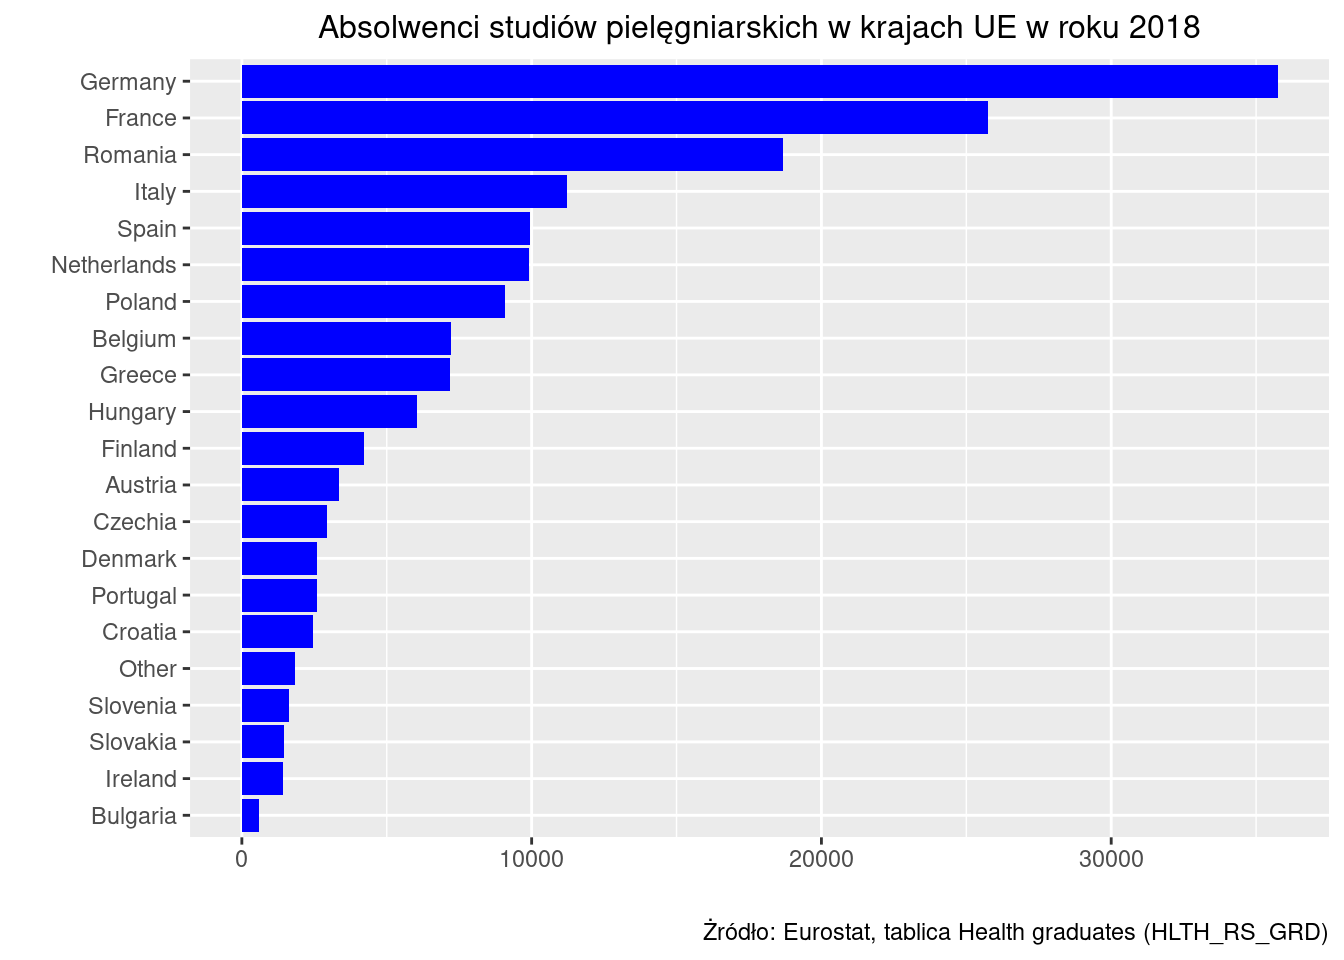 Absolwenci studiów pielęgniarskich w krajach UE w roku 2018
Germany
France
Romania
Italy
Spain
Netherlands
Poland
Belgium
Greece
Hungary
Finland
Austria
Czechia
Denmark
Portugal
Croatia
Other
Slovenia
Slovakia
Ireland
Bulgaria
0 10000 20000 30000
Źródło: Eurostat, tablica Health graduates (HLTH_RS_GRD)